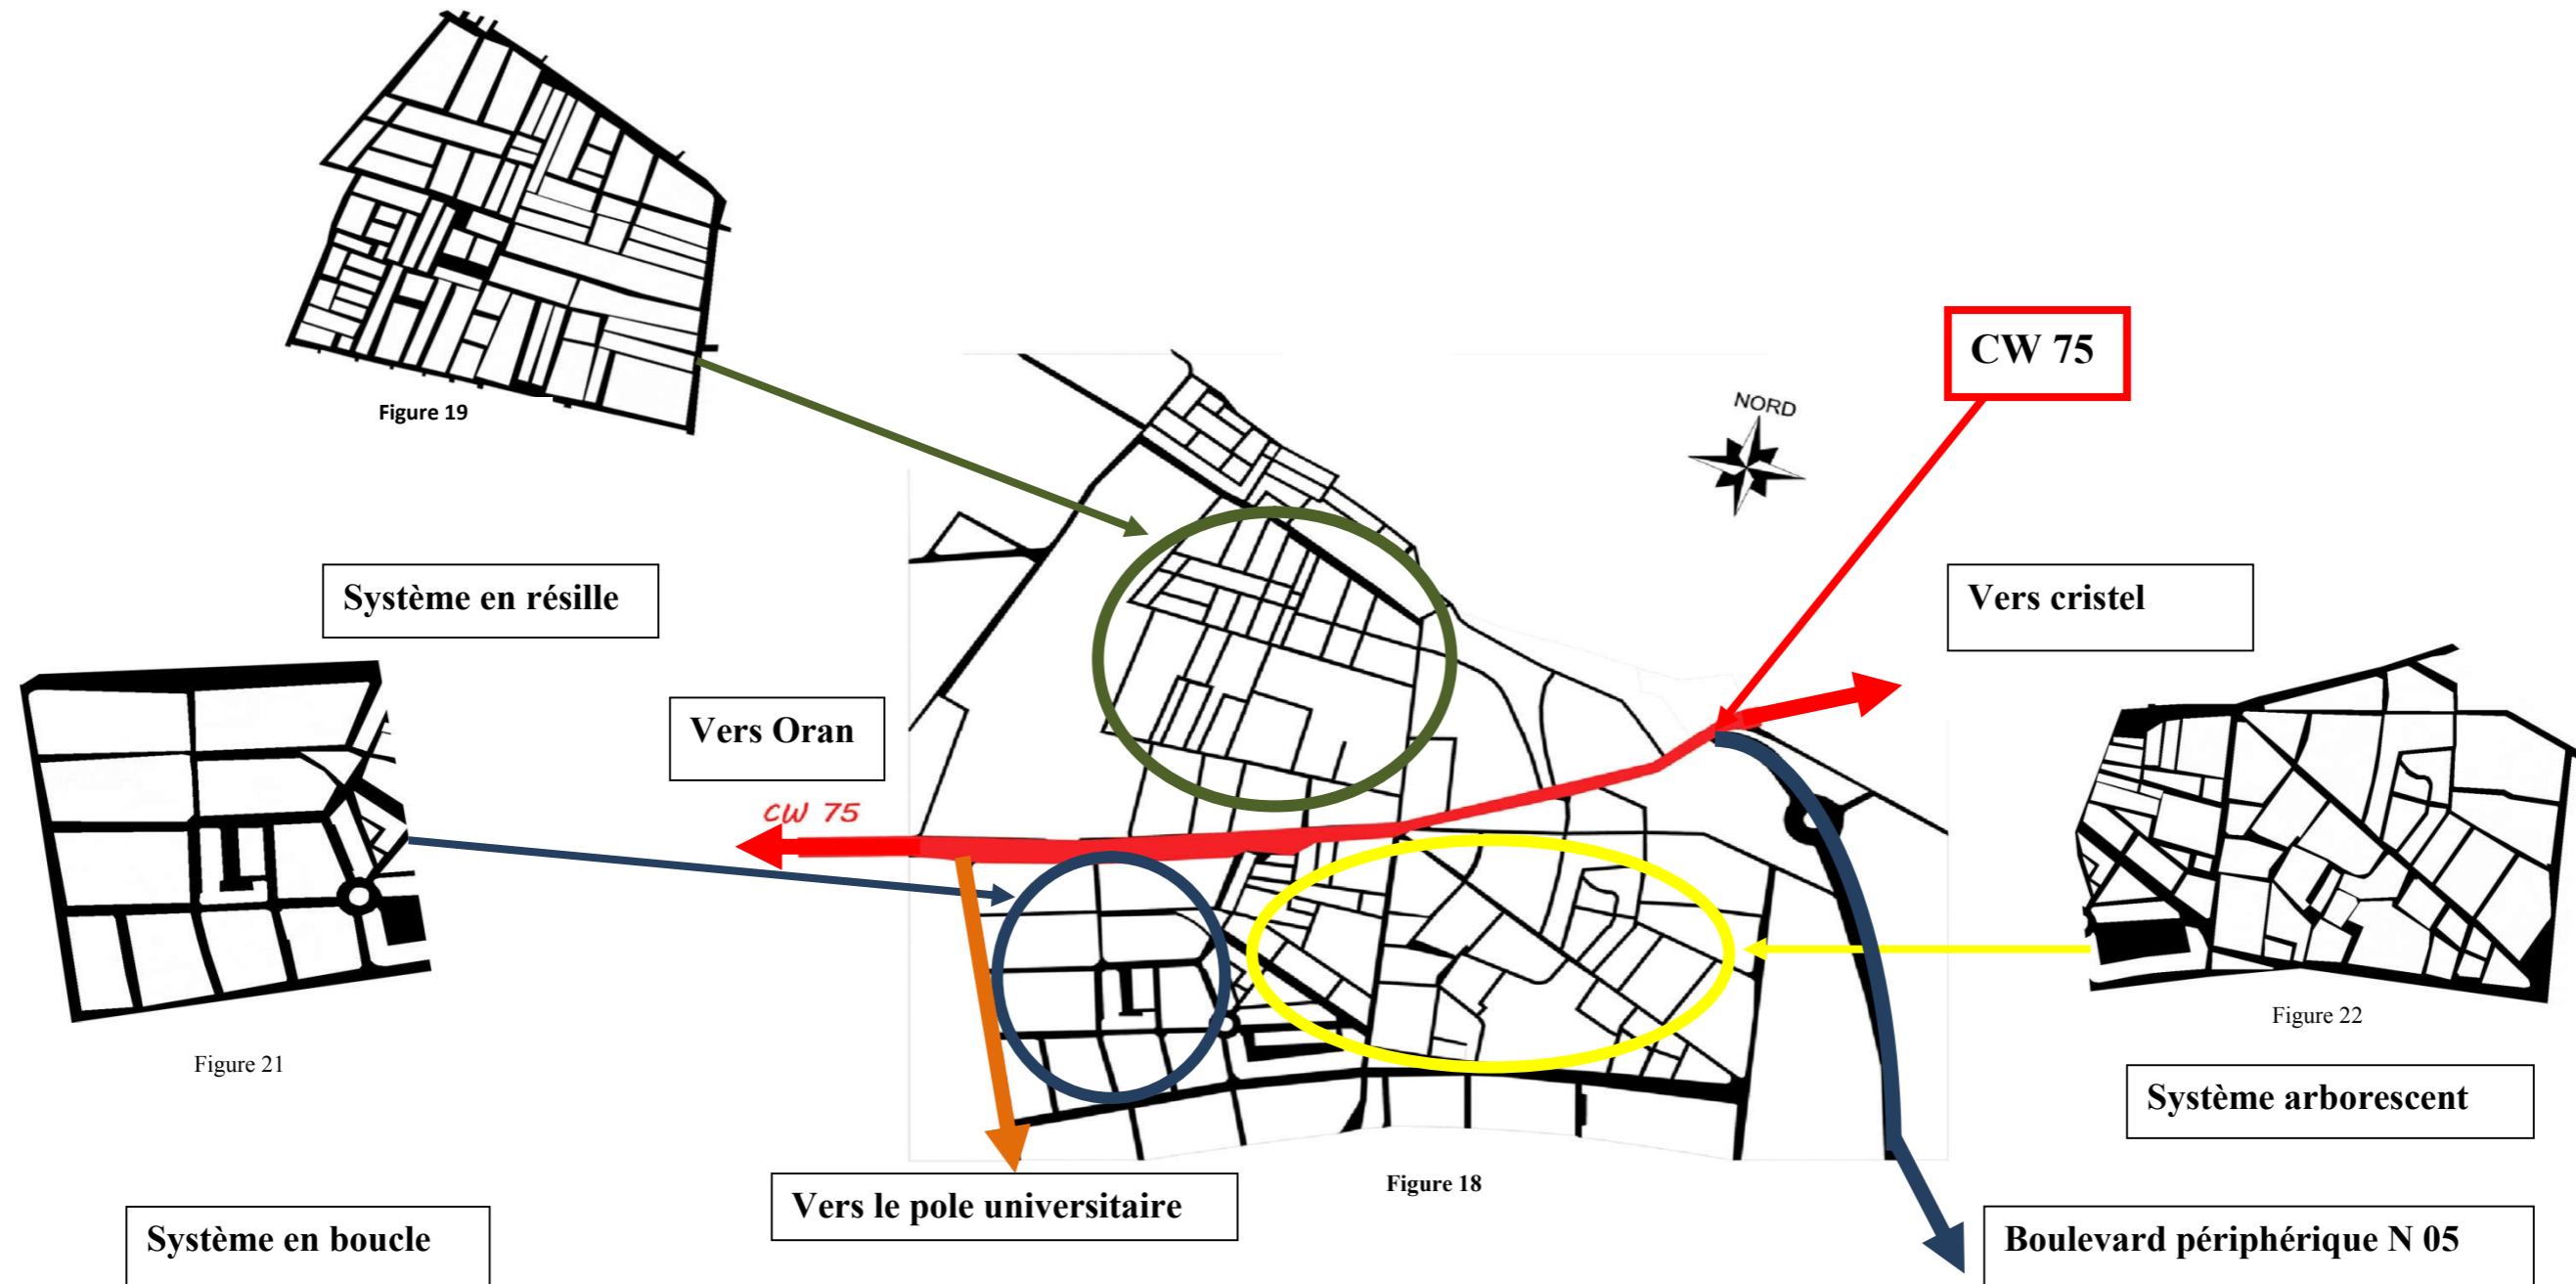 CW 75
NORD
Figure 19
Système en résille
Vers cristel
Vers Oran
CW 75
Figure 22
Figure 21
Système arborescent
Figure 18
Vers le pole universitaire
Système en boucle
Boulevard périphérique N 05